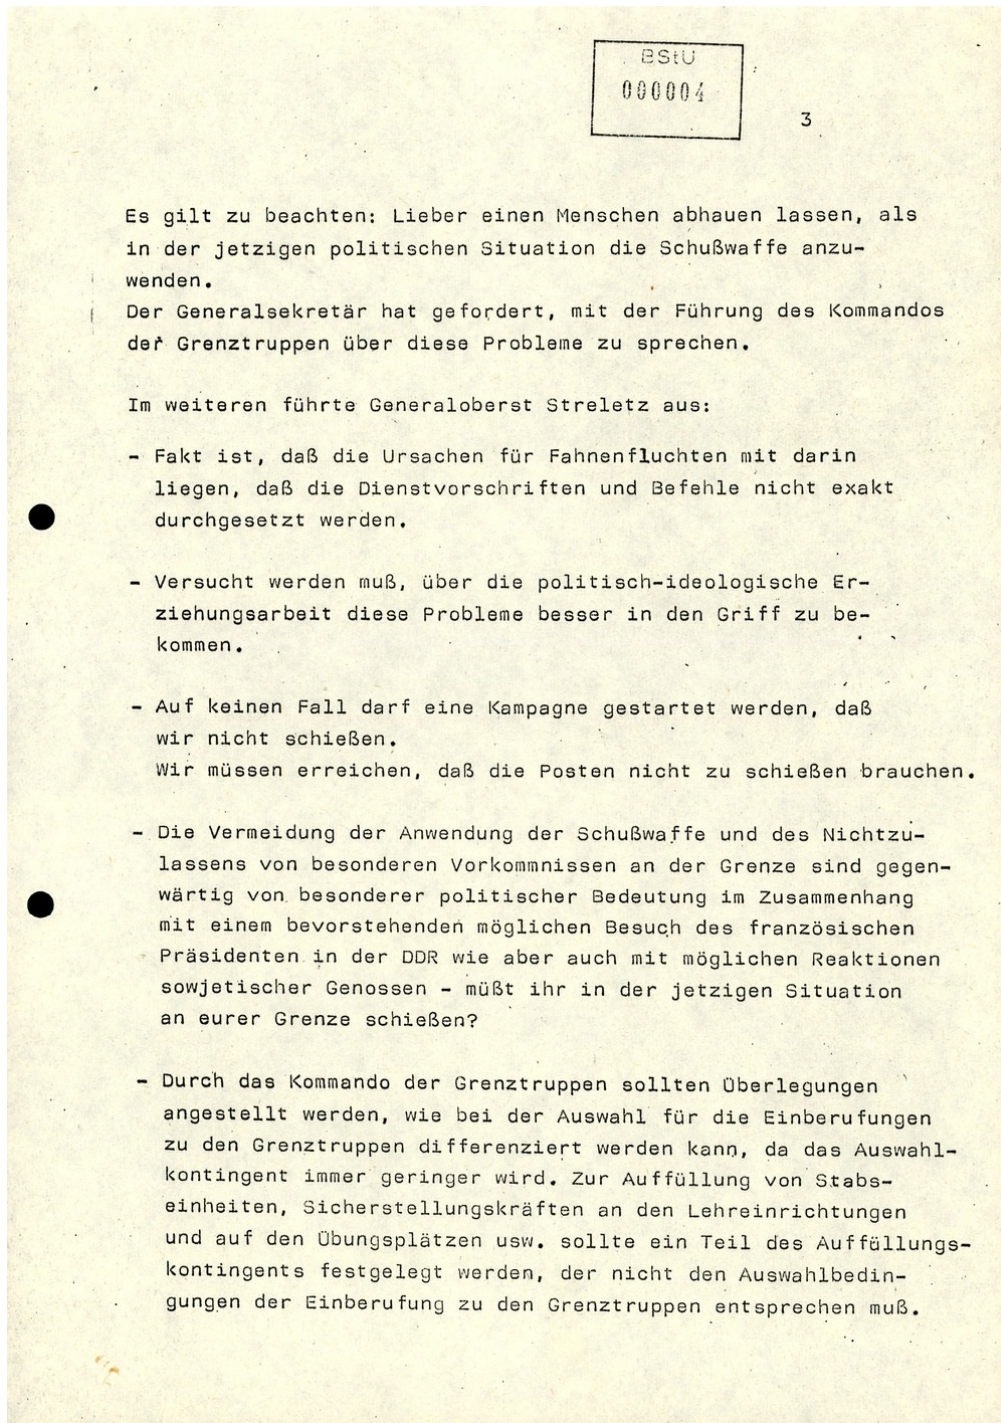 BStU
000004
3
Es gilt zu beachten: Lieber einen Menschen abhauen lassen, als
in der jetzigen politischen Situation die Schußwaffe anzu-
wenden.
Der Generalsekretär hat gefordert, mit der Führung des Kommandos
der Grenztruppen über diese Probleme zu sprechen.
Im weiteren führte Generaloberst Streletz aus:
- Fakt ist, daß die Ursachen für Fahnenfluchten mit darin
liegen, daß die Dienstvorschriften und Befehle nicht exakt
durchgesetzt werden.
- Versucht werden muß, über die politisch-ideologische Er-
ziehungsarbeit diese Probleme besser in den Griff zu be-
kommen.
- Auf keinen Fall darf eine Kampagne gestartet werden, daß
wir nicht schießen.
Wir müssen erreichen, daß die Posten nicht zu schießen brauchen.
- Die Vermeidung der Anwendung der Schußwaffe und des Nichtzu-
lassens von besonderen Vorkommnissen an der Grenze sind gegen-
wärtig von besonderer politischer Bedeutung im Zusammenhang
mit einem bevorstehenden möglichen Besuch des französischen
Präsidenten in der DDR wie aber auch mit möglichen Reaktionen
sowjetischer Genossen - müßt ihr in der jetzigen Situation
an eurer Grenze schießen?
- Durch das Kommando der Grenztruppen sollten Überlegungen
angestellt werden, wie bei der Auswahl für die Einberufungen
zu den Grenztruppen differenziert werden kann, da das Auswahl-
kontingent immer geringer wird. Zur Auffüllung von Stabs-
einheiten, Sicherstellungskräften an den Lehreinrichtungen
und auf den Übungsplätzen usw. sollte ein Teil des Auffüllungs-
kontingents festgelegt werden, der nicht den Auswahlbedin-
gungen der Einberufung zu den Grenztruppen entsprechen muß.